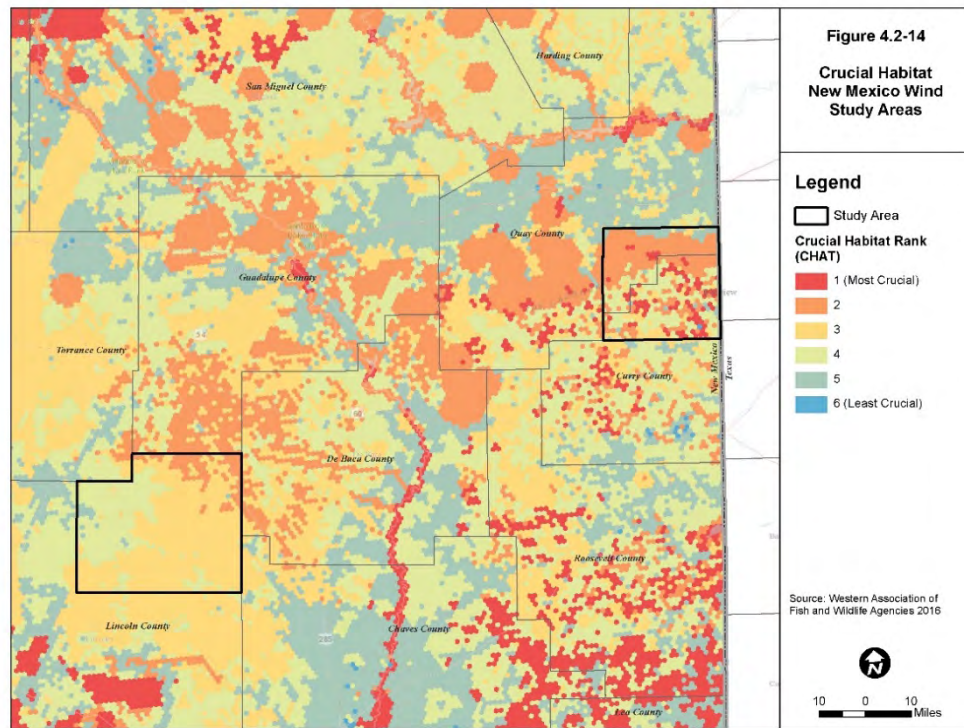 Figure 4.2-14
Crucial Habitat
New Mexico Wind
Study Areas
Legend
Study Area
Crucial Habitat Rank
(CHAT)
1 (Most Crucial)
2
3
4
5
6 (Least Crucial)
Source: Western Association of
Fish and Wildlife Agencies 2016
10 0 10
Miles
Harding County
San Miguel County
Quay County
Guadalupe County
Torrance County
54
New Mexico
Texas
Curry County
60
De Baca County
Roosevelt County
Lincoln County
Chaves County
285
Lea County